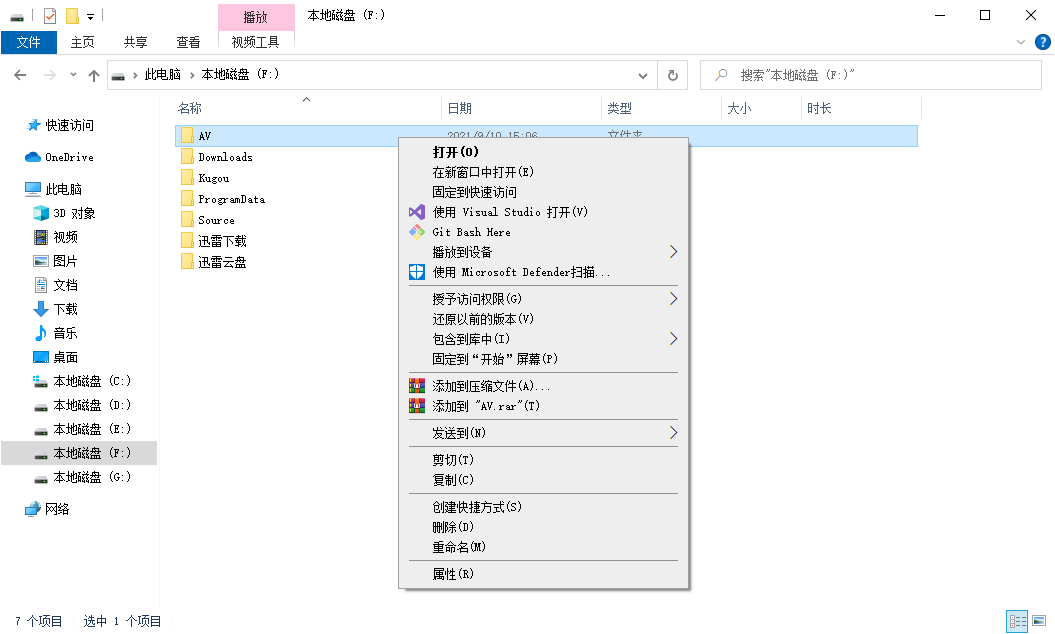 播放
本地磁盘 (F:)
文件
主页
共享
查看
视频工具
此电脑
本地磁盘 (F:)
搜索"本地磁盘 (F:)"
名称
日期
类型
大小
时长
快速访问
OneDrive
此电脑
3D 对象
视频
图片
文档
下载
音乐
桌面
本地磁盘 (C:)
本地磁盘 (D:)
本地磁盘 (E:)
本地磁盘 (F:)
本地磁盘 (G:)
网络
AV
2021/9/10 15:06
文件夹
Downloads
Kugou
ProgramData
Source
迅雷下载
迅雷云盘
打开(O)
在新窗口中打开(E)
固定到快速访问
使用 Visual Studio 打开(V)
Git Bash Here
播放到设备
使用 Microsoft Defender扫描...
授予访问权限(G)
还原以前的版本(V)
包含到库中(I)
固定到“开始”屏幕(P)
添加到压缩文件(A)...
添加到 "AV.rar"(T)
发送到(N)
剪切(T)
复制(C)
创建快捷方式(S)
删除(D)
重命名(M)
属性(R)
7 个项目
选中 1 个项目